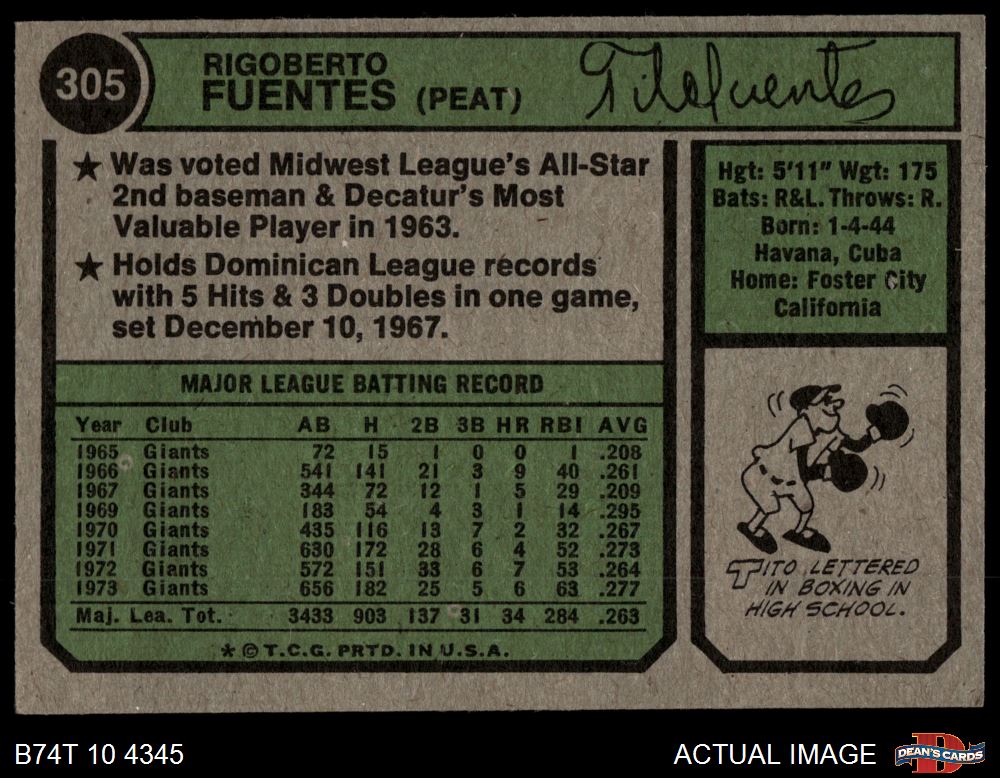 305
RIGOBERTO
FUENTES (PEAT)
Tito Fuentes
★ Was voted Midwest League's All-Star
2nd baseman & Decatur's Most
Valuable Player in 1963.
★ Holds Dominican League records
with 5 Hits & 3 Doubles in one game,
set December 10, 1967.
Hgt: 5'11" Wgt: 175
Bats: R&L. Throws: R.
Born: 1-4-44
Havana, Cuba
Home: Foster City
California
MAJOR LEAGUE BATTING RECORD
Year Club AB H 2B 3B HR RBI AVG
1965 Giants 72 15 1 0 0 1 .208
1966 Giants 541 141 21 3 9 40 .261
1967 Giants 344 72 12 1 5 29 .209
1969 Giants 183 54 4 3 1 14 .295
1970 Giants 435 116 13 7 2 32 .267
1971 Giants 630 172 28 6 4 52 .273
1972 Giants 572 151 33 6 7 53 .264
1973 Giants 656 182 25 5 6 63 .277
Maj. Lea. Tot. 3433 903 137 31 34 284 .263
* © T.C.G. PRTD. IN U.S.A.
TITO LETTERED
IN BOXING IN
HIGH SCHOOL.
B74T 10 4345
ACTUAL IMAGE
DEAN'S CARDS